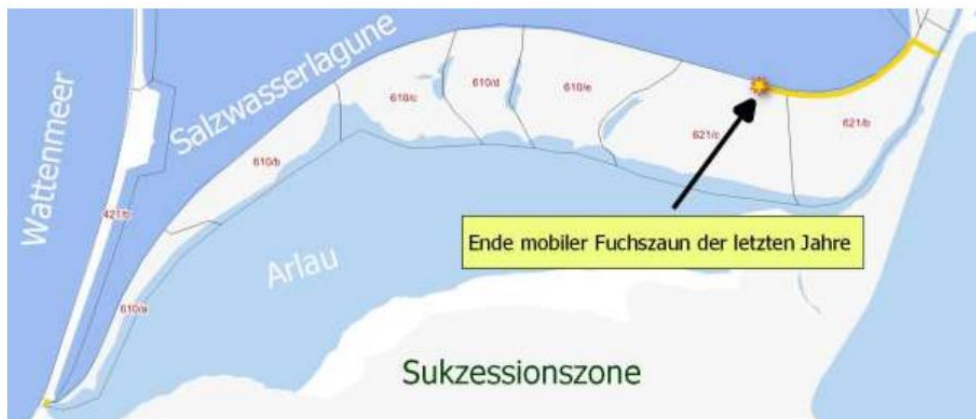 Wattenmeer
Salzwasserlagune
610/c
610/d
610/e
621/c
621/b
610/b
421/b
610/a
Arlau
Ende mobiler Fuchszaun der letzten Jahre
Sukzessionszone